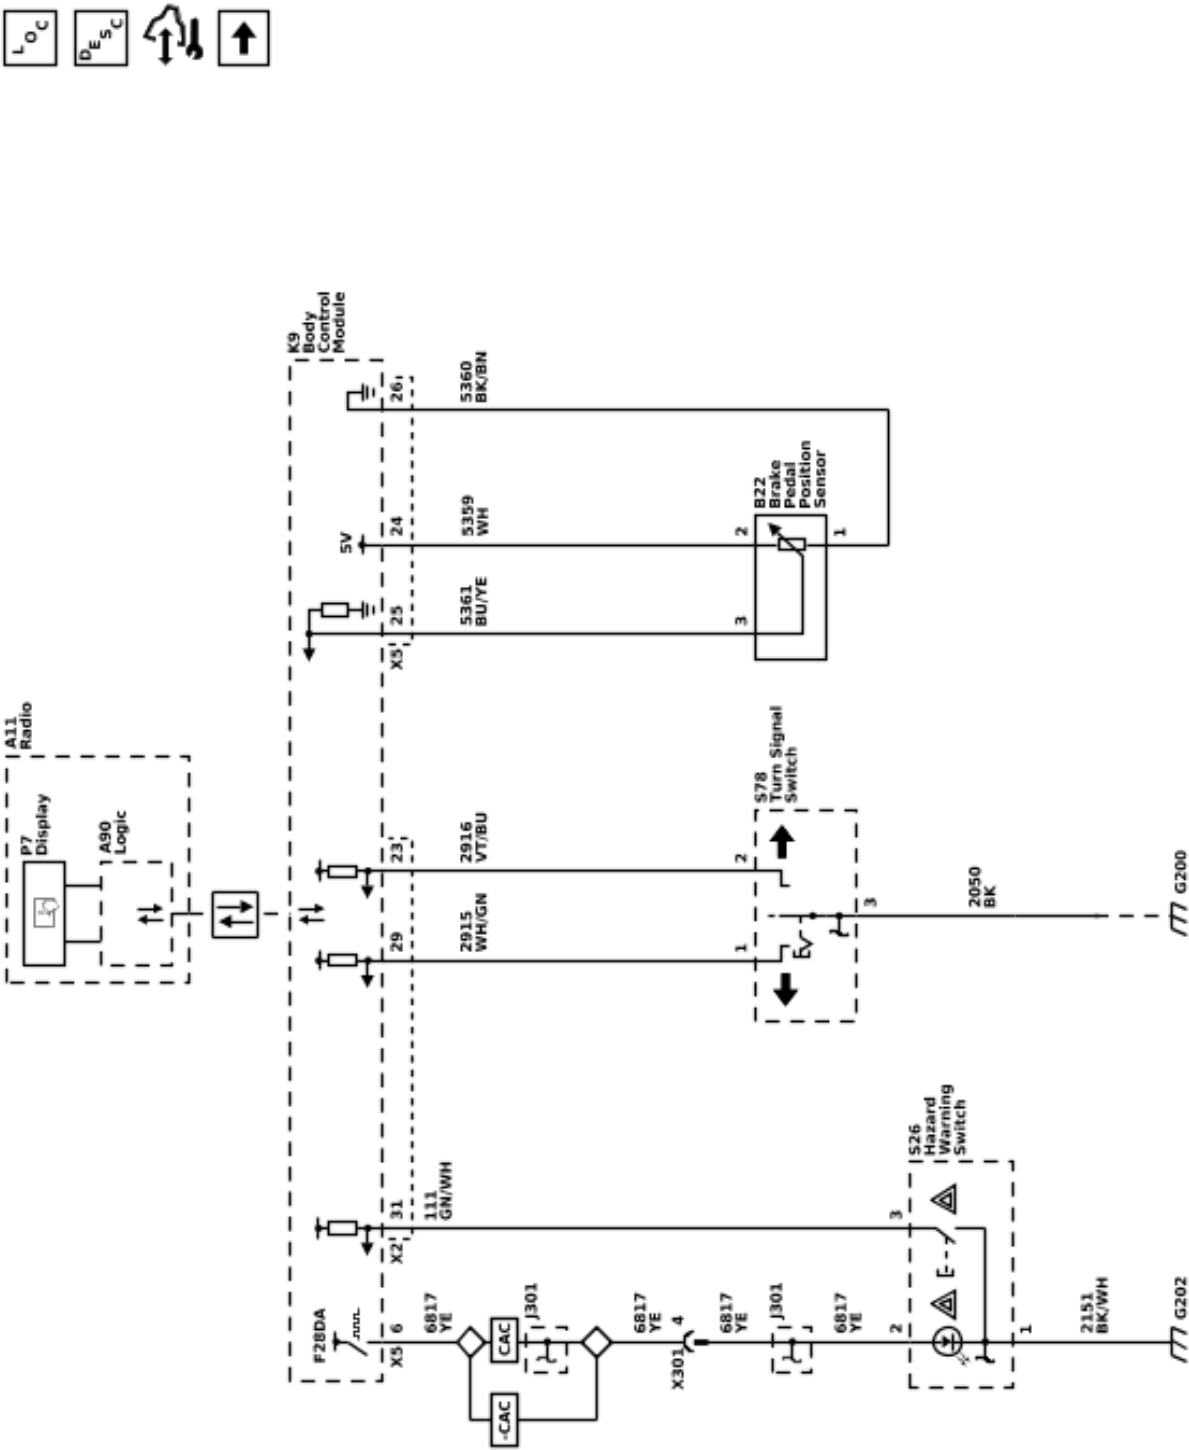 LOC
DESC
A11
Radio
P7
Display
A90
Logic
K9
Body
Control
Module
F28DA
5V
X5
6
X2
31
29
23
X5
25
24
26
6817
YE
111
GN/WH
2915
WH/GN
2916
VT/BU
5361
BU/YE
5359
WH
5360
BK/BN
-CAC
CAC
J301
6817
YE
X301
4
6817
YE
J301
6817
YE
1
2
S78
Turn Signal
Switch
3
3
2
B22
Brake
Pedal
Position
Sensor
1
2
3
S26
Hazard
Warning
Switch
1
2050
BK
2151
BK/WH
G202
G200